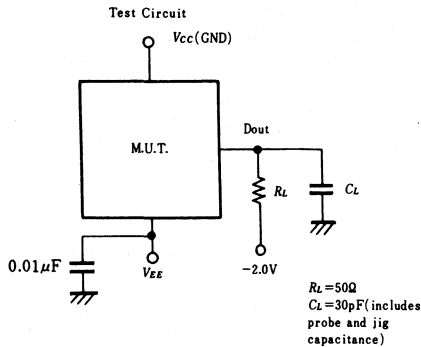 Test Circuit
Vcc(GND)
M.U.T.
Dout
RL
CL
0.01μF
VEE
−2.0V
RL=50Ω
CL=30pF(includes
probe and jig
capacitance)